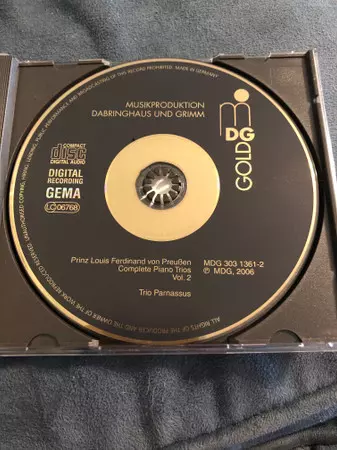 UNAUTHORISED COPYING, HIRING, LENDING, PUBLIC PERFORMANCE AND BROADCASTING OF THIS RECORD PROHIBITED. MADE IN GERMANY
MUSIKPRODUKTION
DABRINGHAUS UND GRIMM
COMPACT
disc
DIGITAL AUDIO
DIGITAL
RECORDING
GEMA
LC 06768
DG
GOLD
Prinz Louis Ferdinand von Preußen
Complete Piano Trios
Vol. 2
MDG 303 1361-2
℗ MDG, 2006
Trio Parnassus
ALL RIGHTS OF THE PRODUCER AND THE OWNER OF THE WORK REPRODUCED RESERVED.